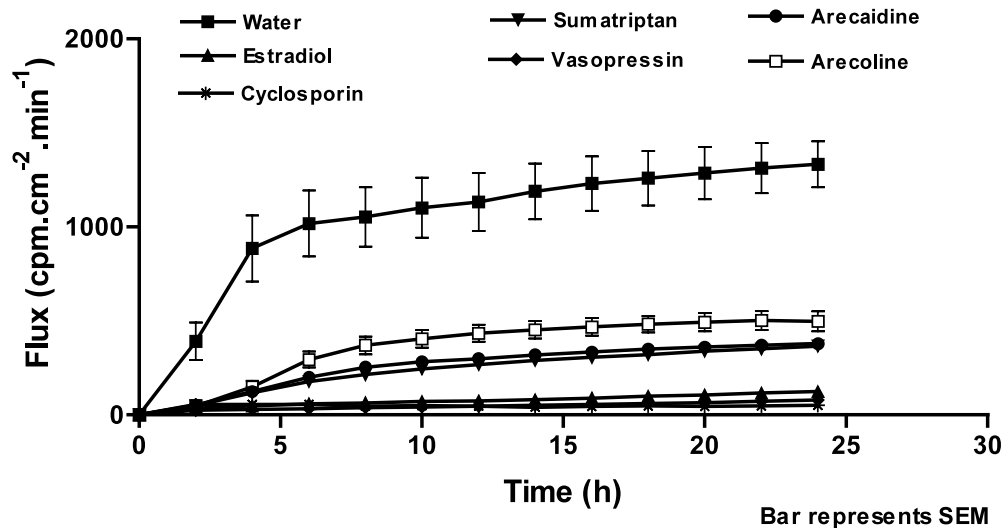 Water
Estradiol
Cyclosporin
Sumatriptan
Vasopressin
Arecaidine
Arecoline
Flux (cpm.cm⁻².min⁻¹)
2000
1000
0
0 5 10 15 20 25 30
Time (h)
Bar represents SEM